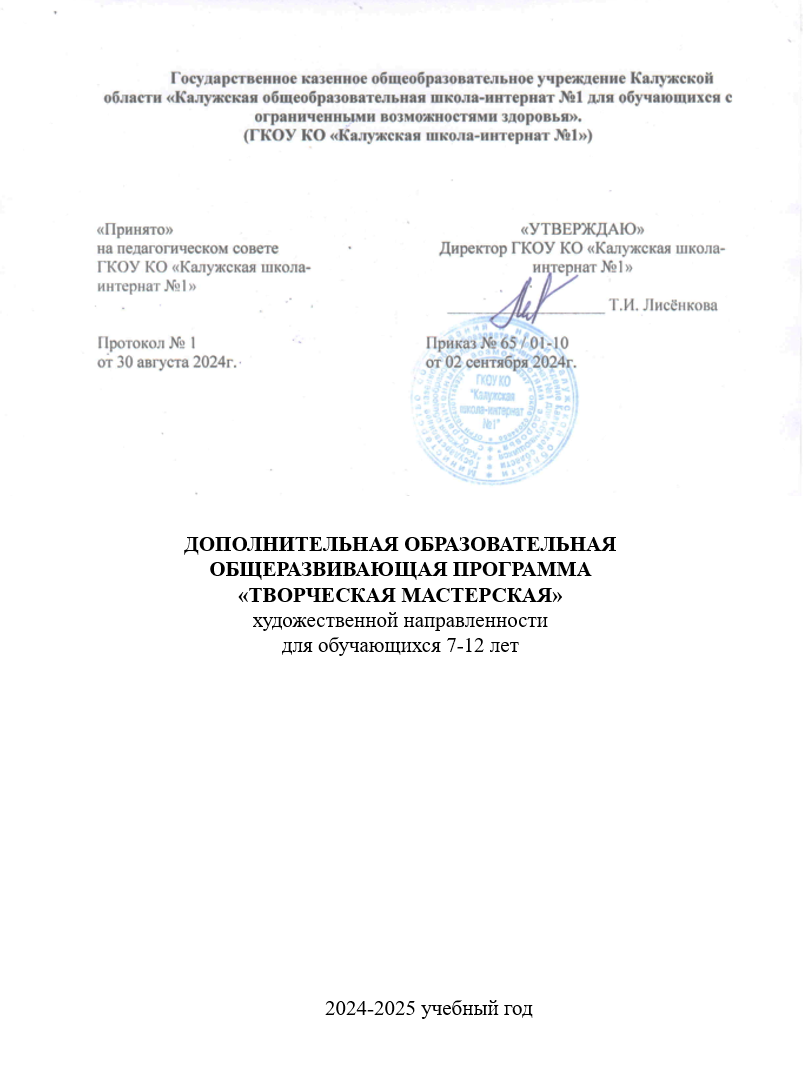 Государственное казенное общеобразовательное учреждение Калужской
области «Калужская общеобразовательная школа-интернат №1 для обучающихся с
ограниченными возможностями здоровья».
(ГКОУ КО «Калужская школа-интернат №1»)
«Принято»
на педагогическом совете
ГКОУ КО «Калужская школа-
интернат №1»
Протокол № 1
от 30 августа 2024г.
«УТВЕРЖДАЮ»
Директор ГКОУ КО «Калужская школа-
интернат №1»
Т.И. Лисёнкова
Приказ № 65 / 01-10
от 02 сентября 2024г.
ГКОУ КО
"Калужская
школа-интернат
№1"
ДОПОЛНИТЕЛЬНАЯ ОБРАЗОВАТЕЛЬНАЯ
ОБЩЕРАЗВИВАЮЩАЯ ПРОГРАММА
«ТВОРЧЕСКАЯ МАСТЕРСКАЯ»
художественной направленности
для обучающихся 7-12 лет
2024-2025 учебный год